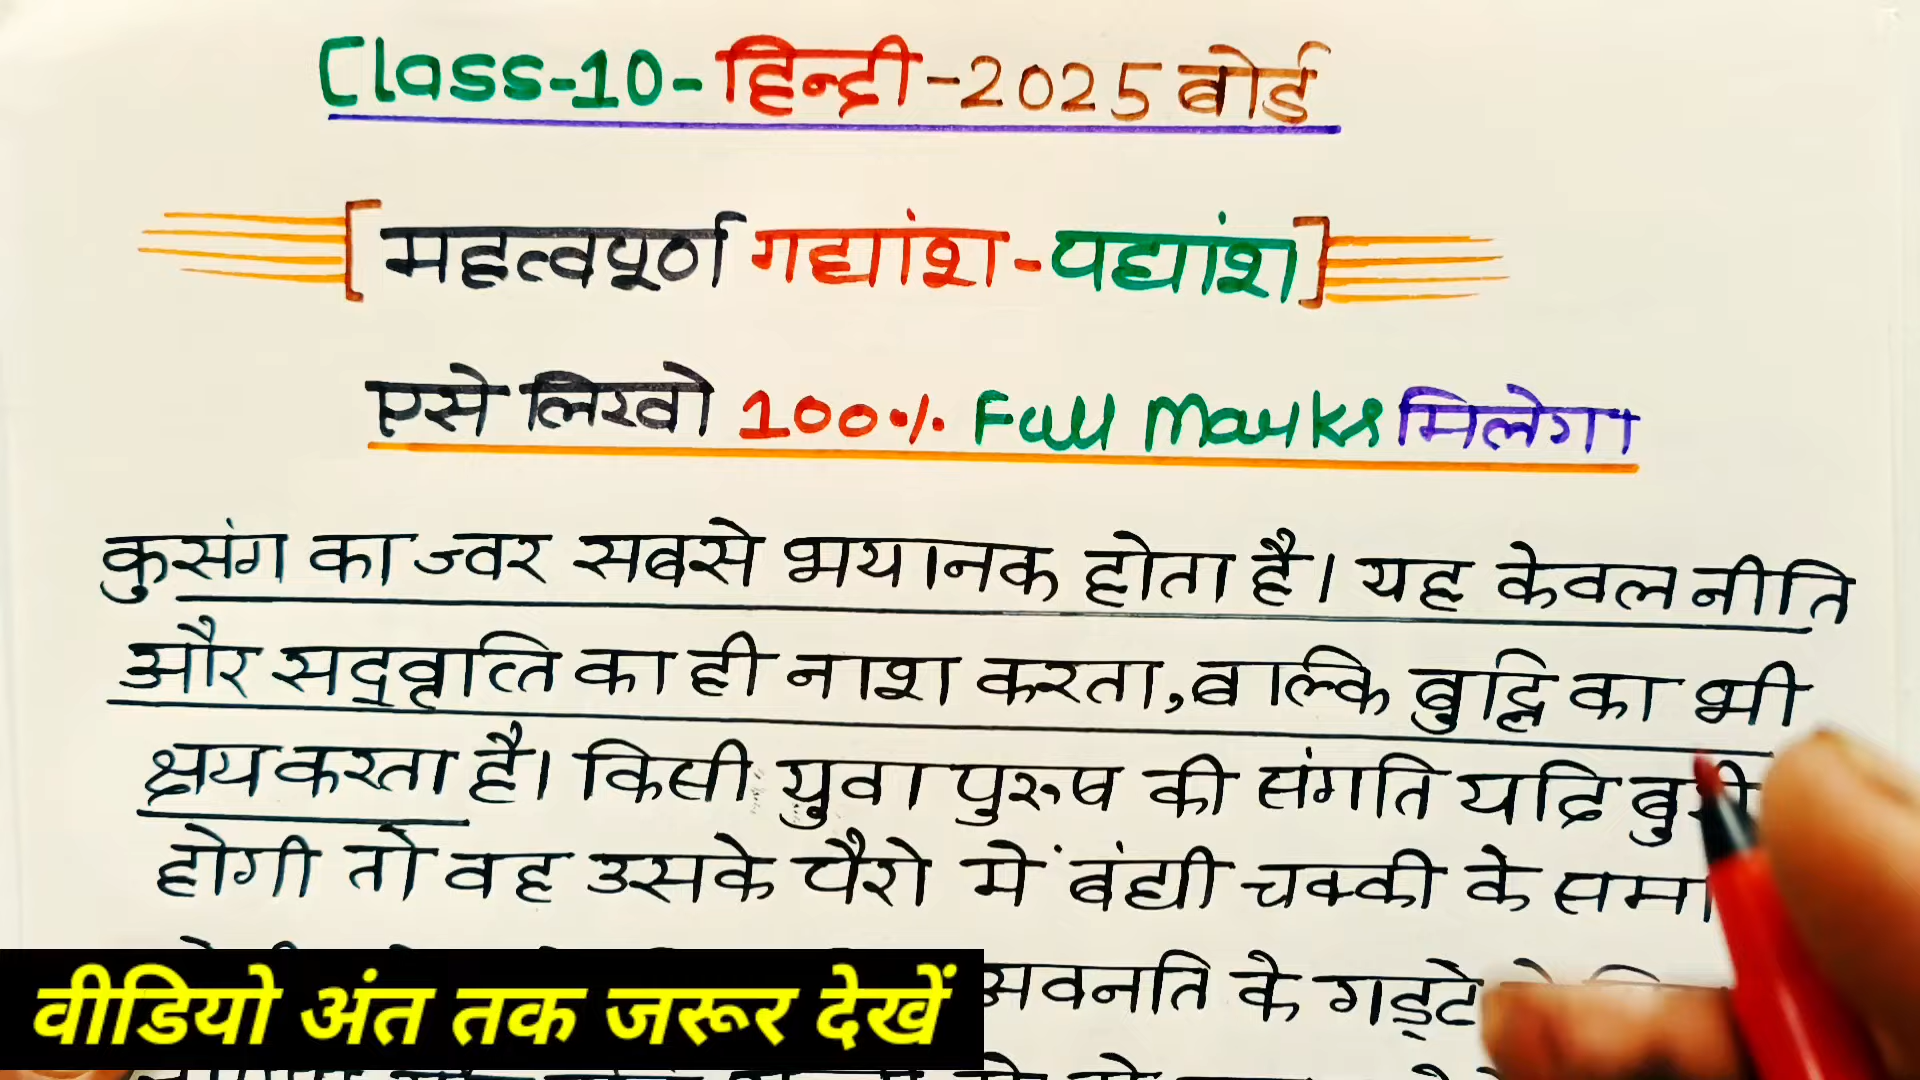 Class-10-हिन्दी-2025 बोर्ड
[महत्वपूर्ण गद्यांश-पद्यांश]
एसे लिखो 100% Full Marks मिलेगा
कुसंग का ज्वर सबसे भयानक होता है। यह केवल नीति
और सद्वृत्ति का ही नाश करता, बल्कि बुद्धि का भी
क्षय करता है। किसी युवा पुरुष की संगति यदि बुरी
होगी तो वह उसके पैरो में बंधी चक्की के समा
अवनति के गड्टे
वीडियो अंत तक जरूर देखें